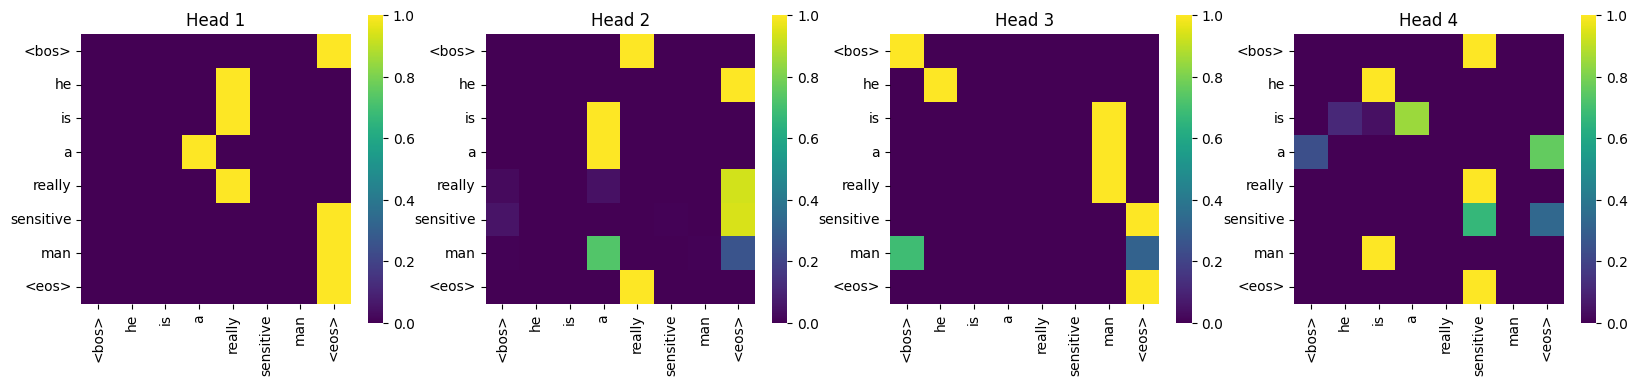 Head 1
<bos>
he
is
a
really
sensitive
man
<eos>
<bos>
he
is
a
really
sensitive
man
<eos>
1.0
0.8
0.6
0.4
0.2
0.0
Head 2
<bos>
he
is
a
really
sensitive
man
<eos>
<bos>
he
is
a
really
sensitive
man
<eos>
1.0
0.8
0.6
0.4
0.2
0.0
Head 3
<bos>
he
is
a
really
sensitive
man
<eos>
<bos>
he
is
a
really
sensitive
man
<eos>
1.0
0.8
0.6
0.4
0.2
0.0
Head 4
<bos>
he
is
a
really
sensitive
man
<eos>
<bos>
he
is
a
really
sensitive
man
<eos>
1.0
0.8
0.6
0.4
0.2
0.0